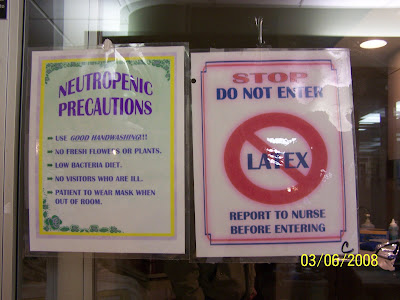 NEUTROPENIC
PRECAUTIONS
USE GOOD HANDWASHING!!!
NO FRESH FLOWERS OR PLANTS.
LOW BACTERIA DIET.
NO VISITORS WHO ARE ILL.
PATIENT TO WEAR MASK WHEN
OUT OF ROOM.
STOP
DO NOT ENTER
LATEX
REPORT TO NURSE
BEFORE ENTERING
C
03/06/2008